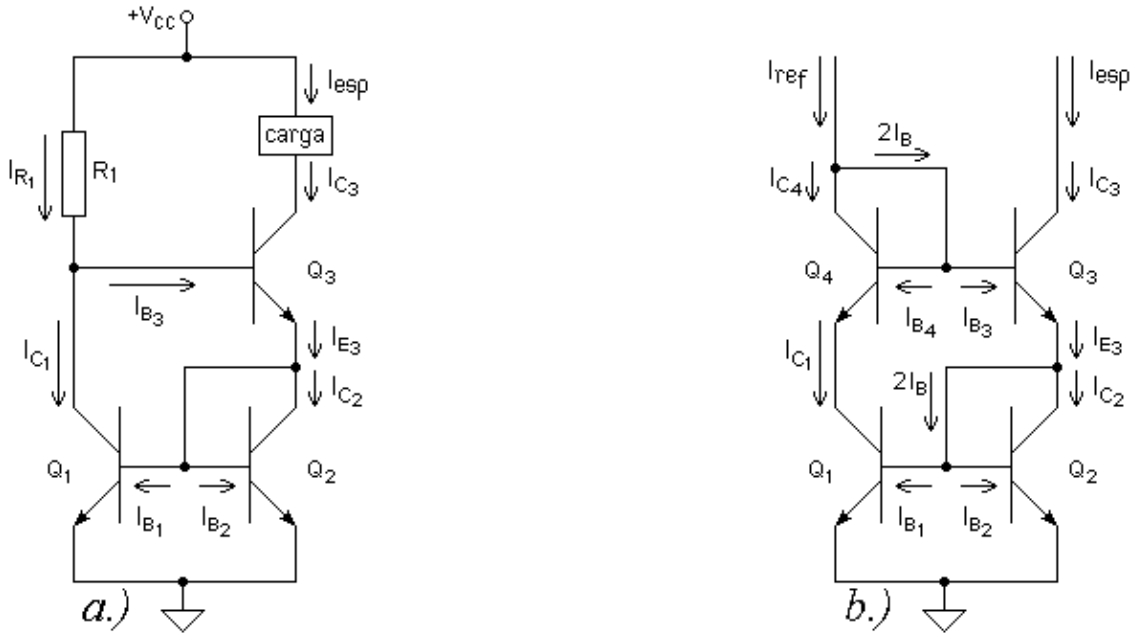 +VCC
Iesp
carga
IR1
R1
IC3
Q3
IB3
IC1
IE3
IC2
Q1
Q2
IB1
IB2
a.)
Iref
Iesp
2IB
IC4
IC3
Q4
Q3
IB4
IB3
IC1
IE3
2IB
IC2
Q1
Q2
IB1
IB2
b.)